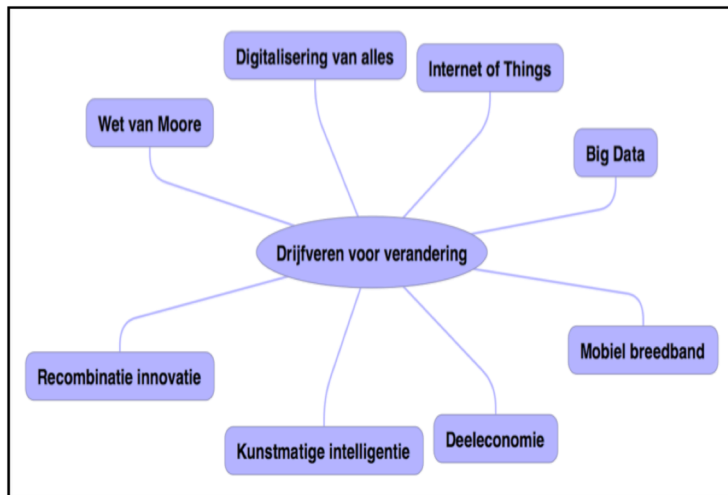 Digitalisering van alles
Internet of Things
Wet van Moore
Big Data
Drijfveren voor verandering
Mobiel breedband
Recombinatie innovatie
Deeleconomie
Kunstmatige intelligentie